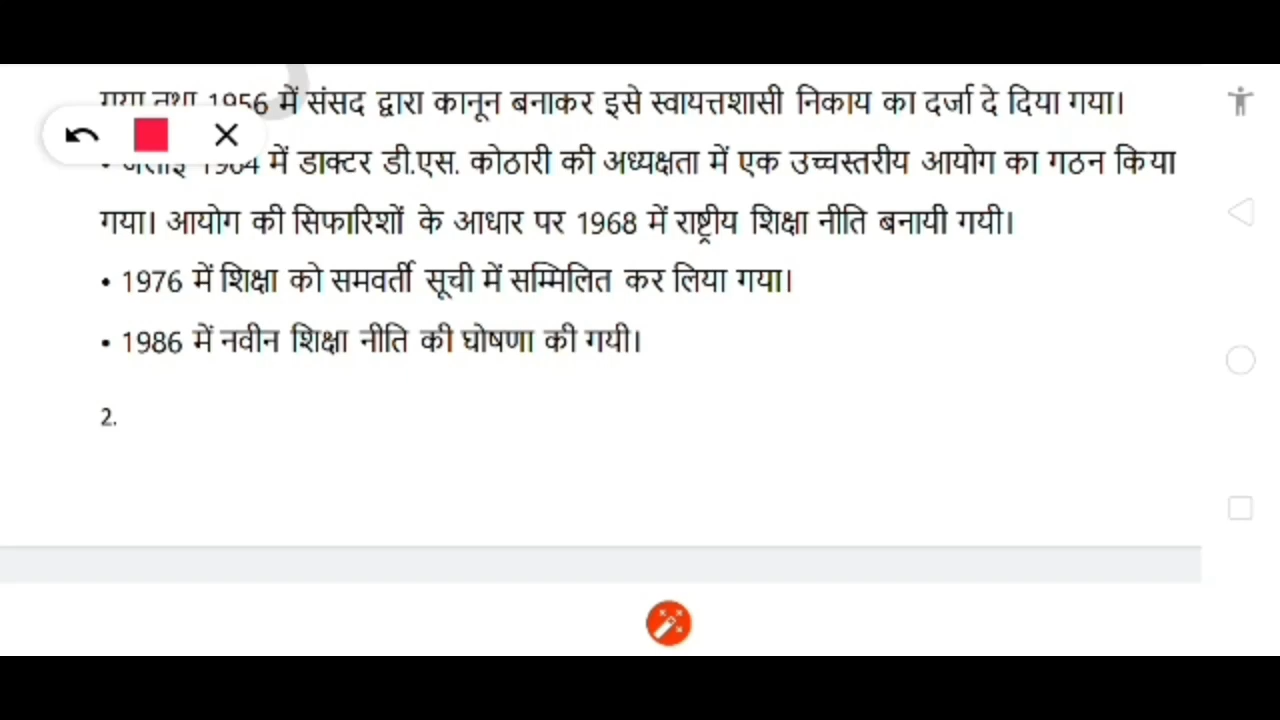 में संसद द्वारा कानून बनाकर इसे स्वायत्तशासी निकाय का दर्जा दे दिया गया।
में डाक्टर डी.एस. कोठारी की अध्यक्षता में एक उच्चस्तरीय आयोग का गठन किया
गया। आयोग की सिफारिशों के आधार पर 1968 में राष्ट्रीय शिक्षा नीति बनायी गयी।
• 1976 में शिक्षा को समवर्ती सूची में सम्मिलित कर लिया गया।
• 1986 में नवीन शिक्षा नीति की घोषणा की गयी।
2.